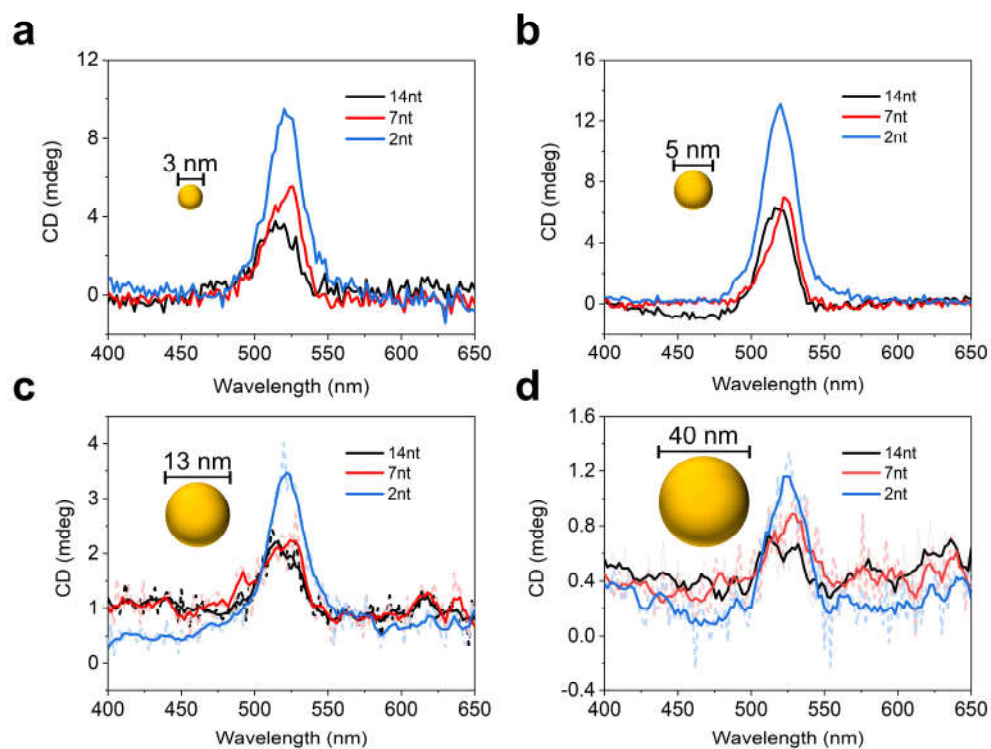 a
12
8
4
0
CD (mdeg)
3 nm
14nt
7nt
2nt
400 450 500 550 600 650
Wavelength (nm)
b
16
12
8
4
0
CD (mdeg)
5 nm
14nt
7nt
2nt
400 450 500 550 600 650
Wavelength (nm)
c
4
3
2
1
0
CD (mdeg)
13 nm
14nt
7nt
2nt
400 450 500 550 600 650
Wavelength (nm)
d
1.6
1.2
0.8
0.4
0.0
-0.4
CD (mdeg)
40 nm
14nt
7nt
2nt
400 450 500 550 600 650
Wavelength (nm)